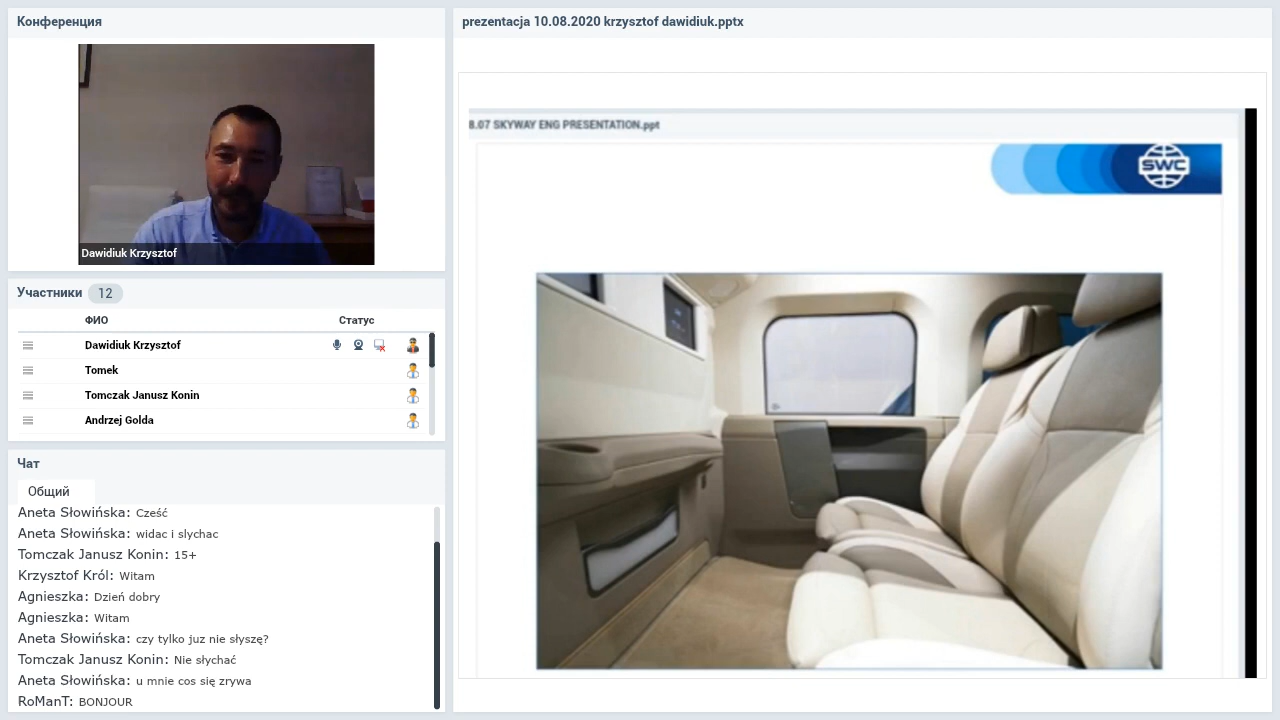 Конференция
Dawidiuk Krzysztof
Участники 12
ФИО Статус
Dawidiuk Krzysztof
Tomek
Tomczak Janusz Konin
Andrzej Golda
Чат
Общий
Aneta Słowińska: Cześć
Aneta Słowińska: widac i slychac
Tomczak Janusz Konin: 15+
Krzysztof Król: Witam
Agnieszka: Dzień dobry
Agnieszka: Witam
Aneta Słowińska: czy tylko juz nie słyszę?
Tomczak Janusz Konin: Nie słychać
Aneta Słowińska: u mnie cos się zrywa
RoManT: BONJOUR
prezentacja 10.08.2020 krzysztof dawidiuk.pptx
8.07 SKYWAY ENG PRESENTATION.ppt
SWC